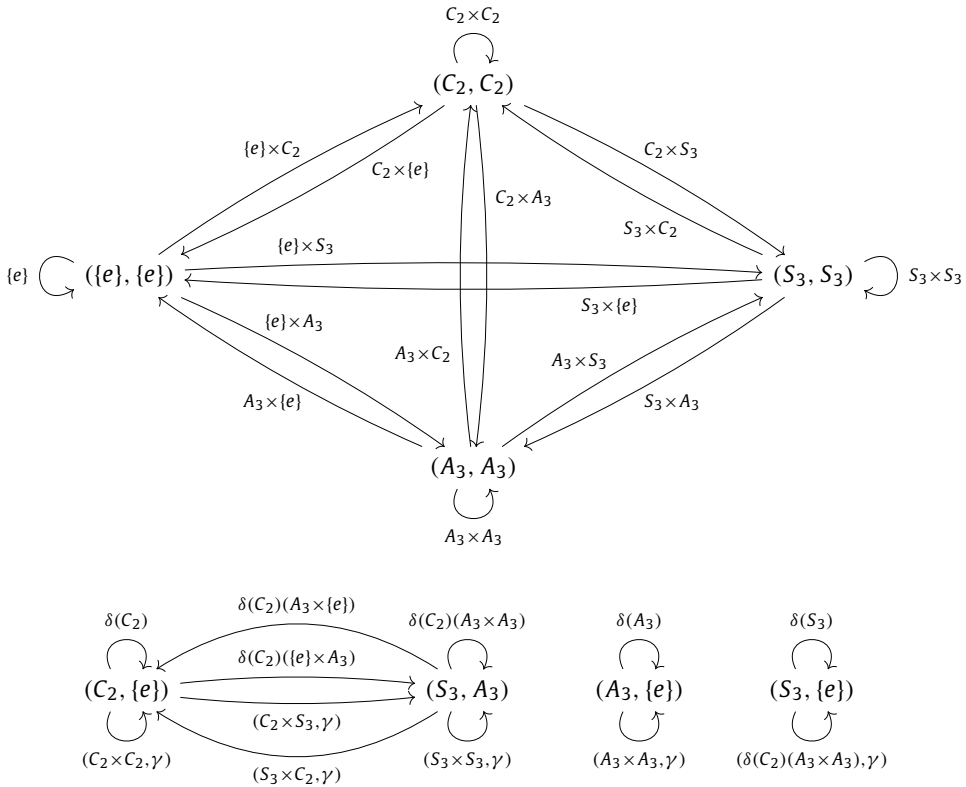 C₂×C₂
(C₂, C₂)
{e}×C₂
C₂×S₃
C₂×{e}
C₂×A₃
S₃×C₂
{e}×S₃
{e}
({e}, {e})
(S₃, S₃)
S₃×S₃
S₃×{e}
{e}×A₃
A₃×C₂
A₃×S₃
A₃×{e}
S₃×A₃
(A₃, A₃)
A₃×A₃
δ(C₂)
δ(C₂)(A₃×{e})
δ(C₂)(A₃×A₃)
δ(A₃)
δ(S₃)
δ(C₂)({e}×A₃)
(C₂, {e})
(S₃, A₃)
(A₃, {e})
(S₃, {e})
(C₂×S₃,γ)
(C₂×C₂,γ)
(S₃×S₃,γ)
(A₃×A₃,γ)
(δ(C₂)(A₃×A₃),γ)
(S₃×C₂,γ)